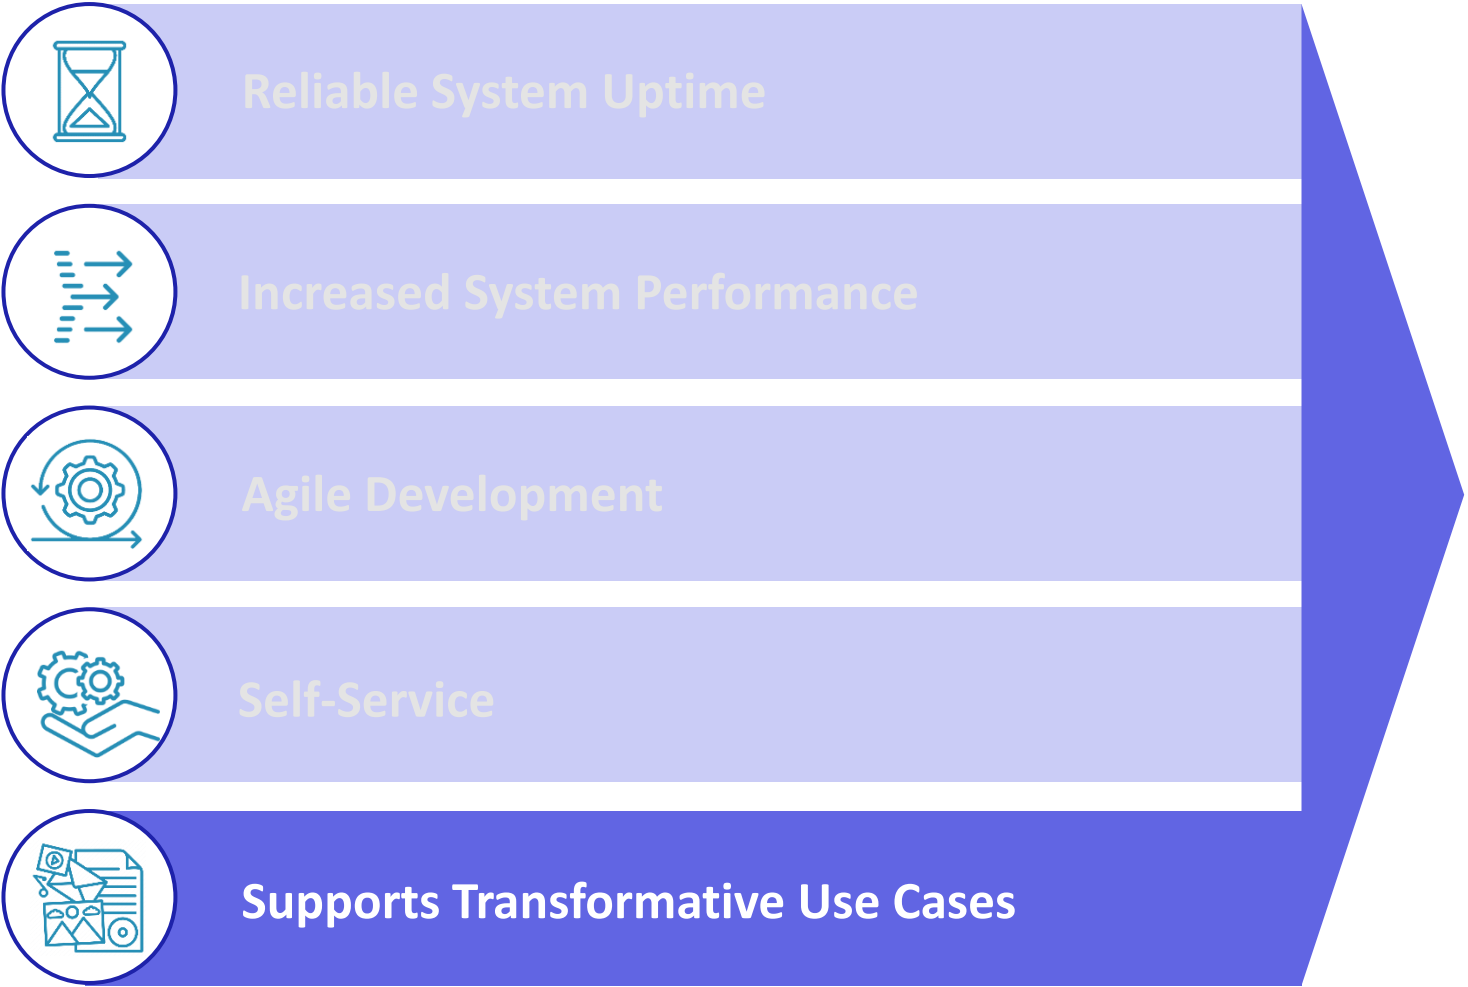 Reliable System Uptime
Increased System Performance
Agile Development
Self-Service
Supports Transformative Use Cases